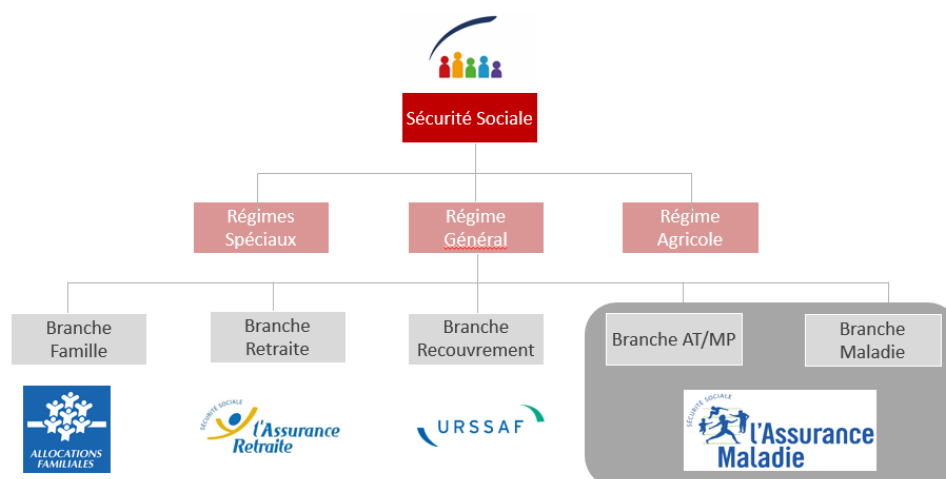 Sécurité Sociale
Régimes
Spéciaux
Régime
Général
Régime
Agricole
Branche
Famille
Branche
Retraite
Branche
Recouvrement
Branche AT/MP
Branche
Maladie
ALLOCATIONS
FAMILIALES
SÉCURITÉ SOCIALE
l'Assurance
Retraite
URSSAF
SÉCURITÉ SOCIALE
l'Assurance
Maladie